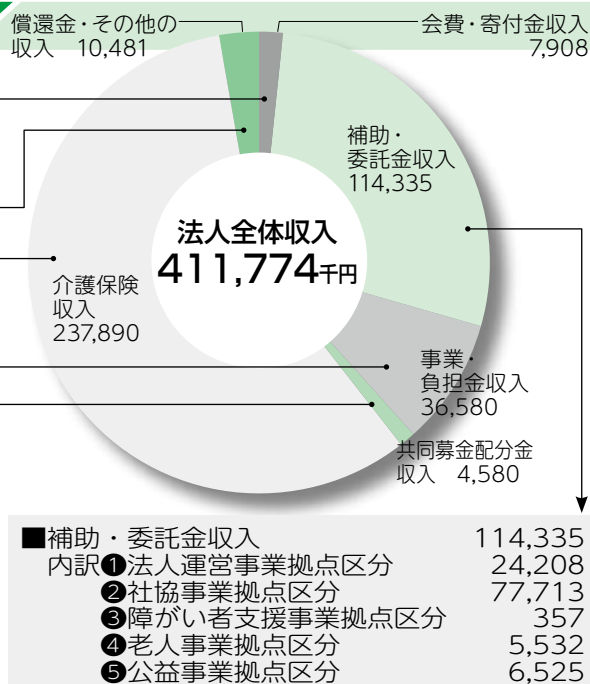 償還金・その他の
収入 10,481
会費・寄付金収入
7,908
補助・
委託金収入
114,335
法人全体収入
411,774千円
介護保険
収入
237,890
事業・
負担金収入
36,580
共同募金配分金
収入 4,580
■補助・委託金収入 114,335
内訳❶法人運営事業拠点区分 24,208
❷社協事業拠点区分 77,713
❸障がい者支援事業拠点区分 357
❹老人事業拠点区分 5,532
❺公益事業拠点区分 6,525